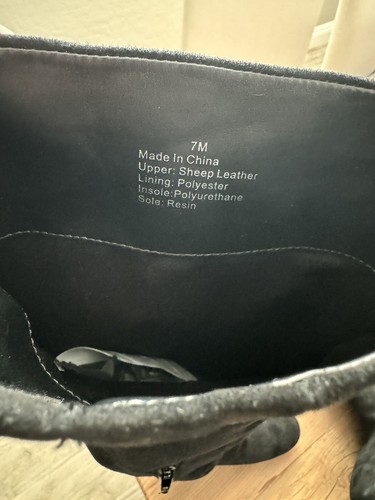 7M
Made In China
Upper: Sheep Leather
Lining: Polyester
Insole:Polyurethane
Sole: Resin